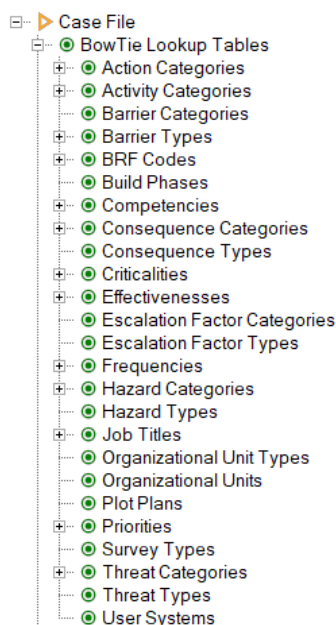 Case File
BowTie Lookup Tables
Action Categories
Activity Categories
Barrier Categories
Barrier Types
BRF Codes
Build Phases
Competencies
Consequence Categories
Consequence Types
Criticalities
Effectivenesses
Escalation Factor Categories
Escalation Factor Types
Frequencies
Hazard Categories
Hazard Types
Job Titles
Organizational Unit Types
Organizational Units
Plot Plans
Priorities
Survey Types
Threat Categories
Threat Types
User Systems